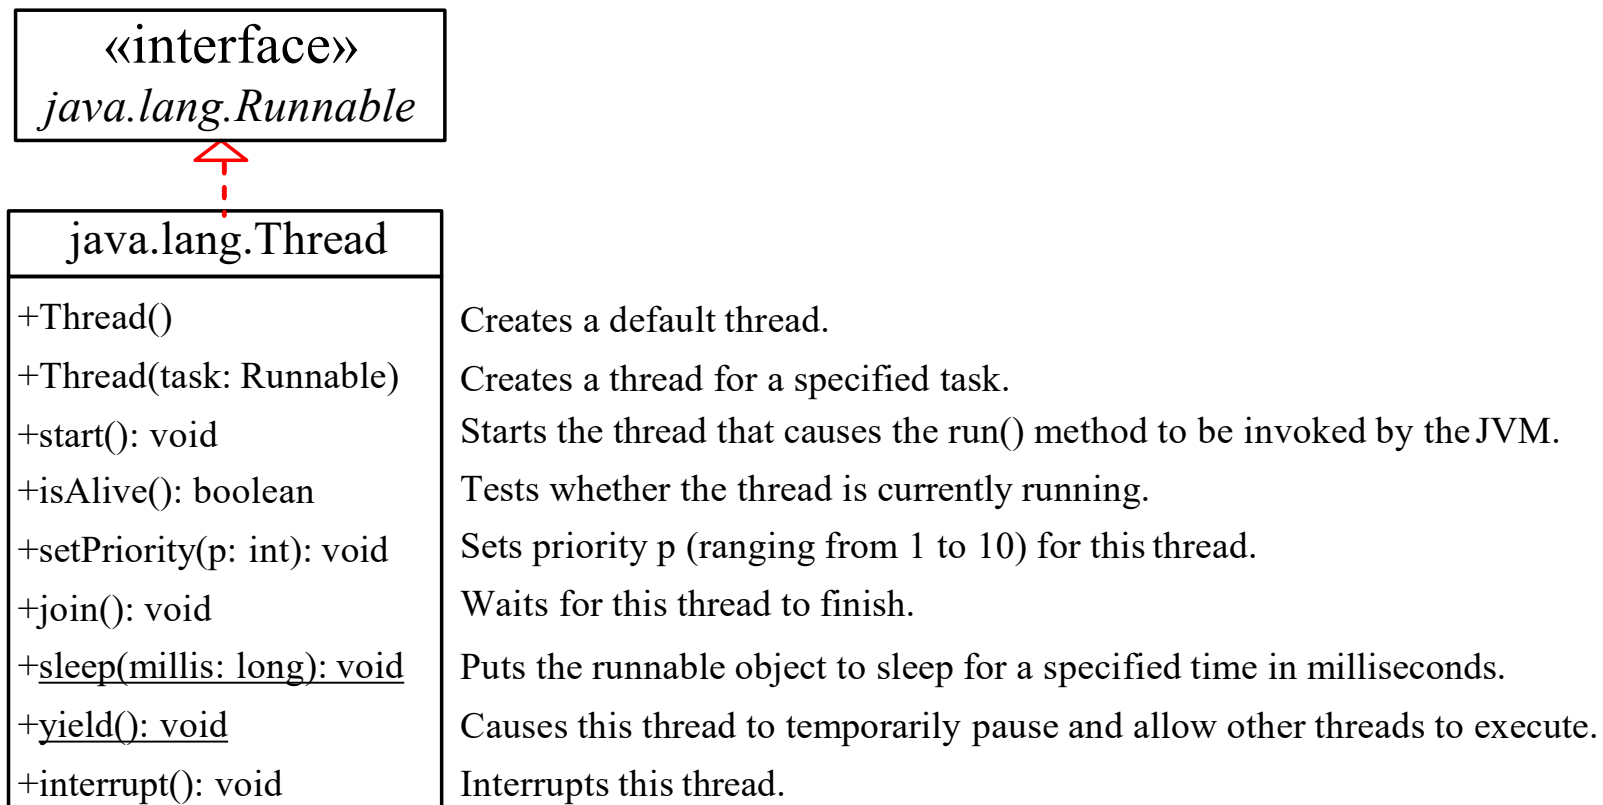 «interface»
java.lang.Runnable
java.lang.Thread
+Thread() Creates a default thread.
+Thread(task: Runnable) Creates a thread for a specified task.
+start(): void Starts the thread that causes the run() method to be invoked by the JVM.
+isAlive(): boolean Tests whether the thread is currently running.
+setPriority(p: int): void Sets priority p (ranging from 1 to 10) for this thread.
+join(): void Waits for this thread to finish.
+sleep(millis: long): void Puts the runnable object to sleep for a specified time in milliseconds.
+yield(): void Causes this thread to temporarily pause and allow other threads to execute.
+interrupt(): void Interrupts this thread.